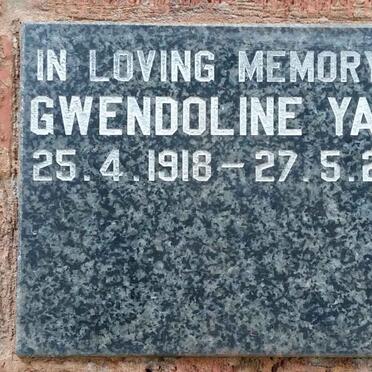 IN LOVING MEMORY
GWENDOLINE YA
25.4.1918-27.5.2